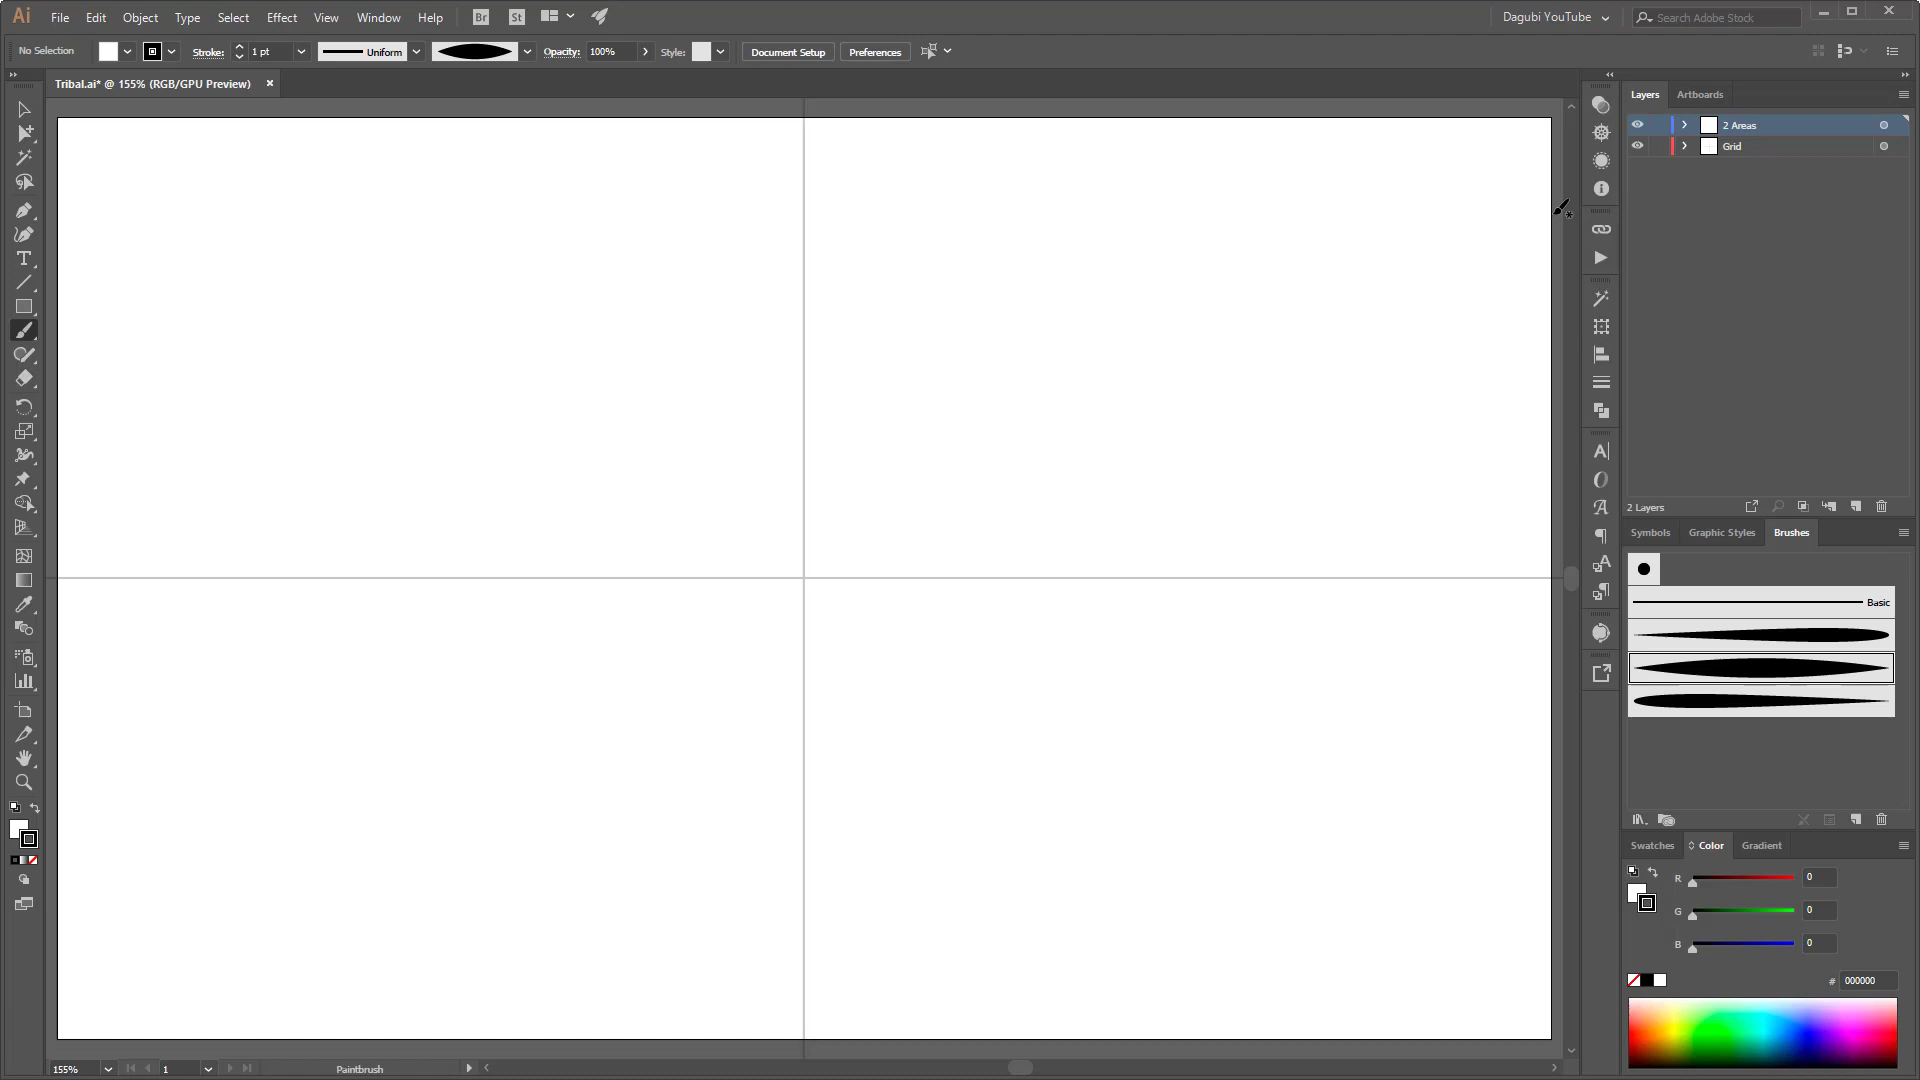 Ai File Edit Object Type Select Effect View Window Help Br St Dagubi YouTube Search Adobe Stock
No Selection Stroke: 1 pt Uniform Opacity: 100% Style: Document Setup Preferences
Tribal.ai* @ 155% (RGB/GPU Preview)
Layers Artboards
2 Areas
Grid
2 Layers
Symbols Graphic Styles Brushes
Basic
Swatches Color Gradient
R 0
G 0
B 0
# 000000
155% 1 Paintbrush